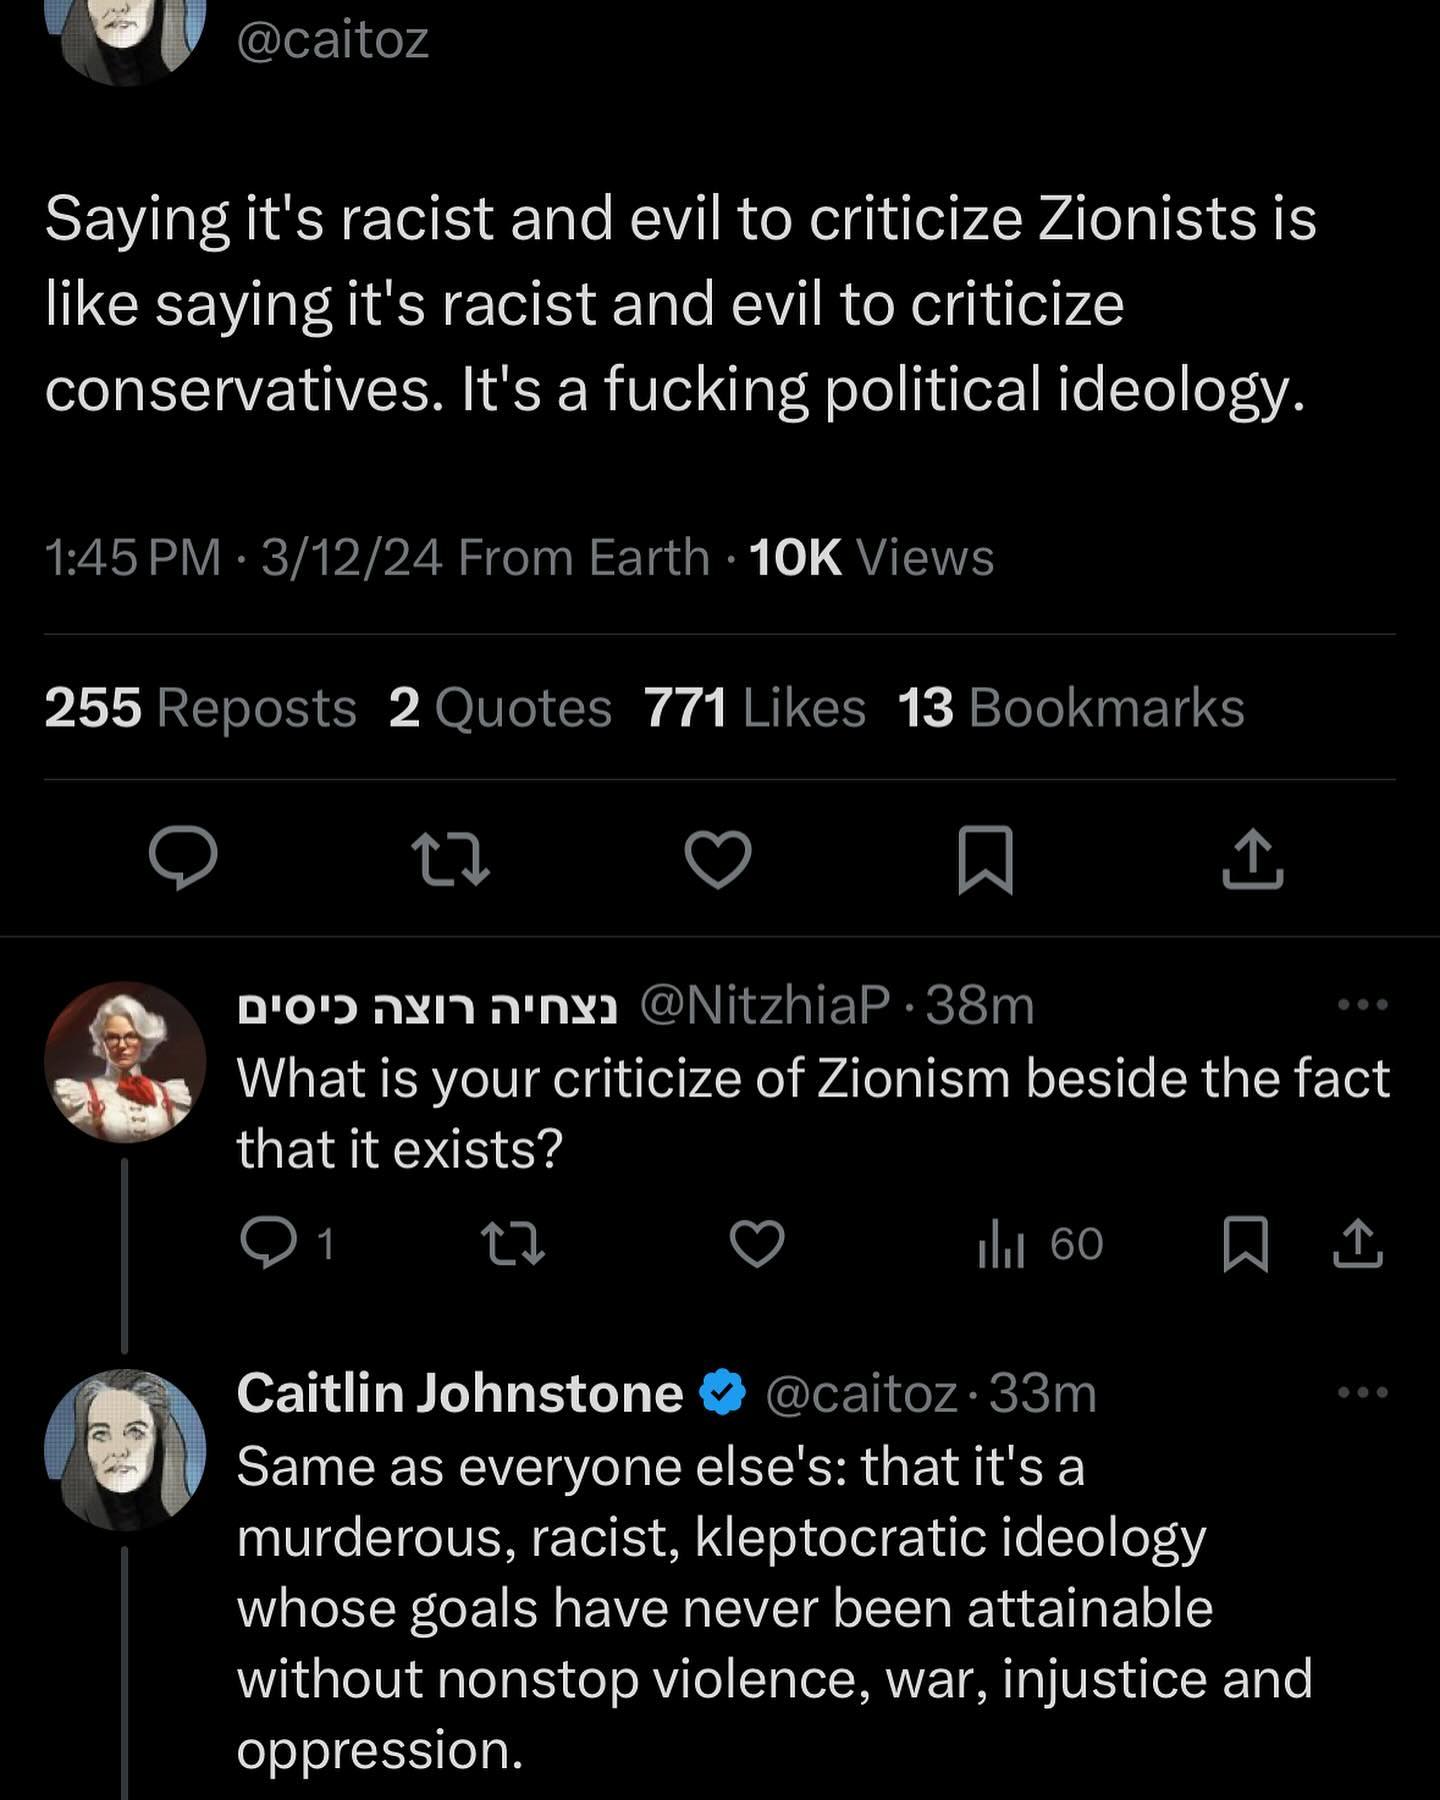 @caitoz
Saying it's racist and evil to criticize Zionists is
like saying it's racist and evil to criticize
conservatives. It's a fucking political ideology.
1:45 PM · 3/12/24 From Earth · 10K Views
255 Reposts 2 Quotes 771 Likes 13 Bookmarks
נצחיה רוצה כיסים @NitzhiaP · 38m
What is your criticize of Zionism beside the fact
that it exists?
1 60
Caitlin Johnstone @caitoz · 33m
Same as everyone else's: that it's a
murderous, racist, kleptocratic ideology
whose goals have never been attainable
without nonstop violence, war, injustice and
oppression.